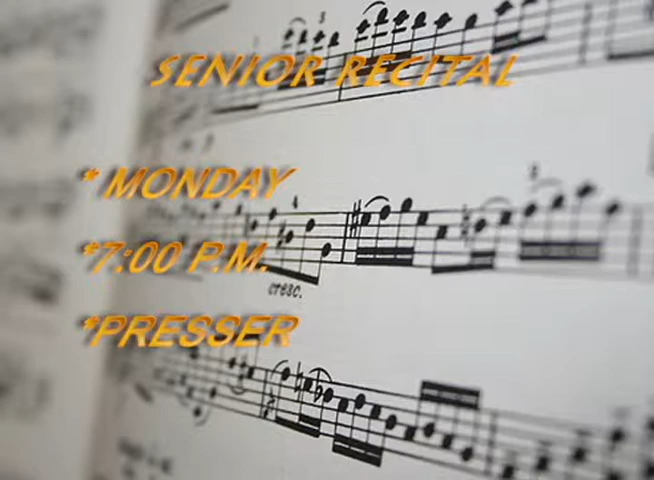 SENIOR RECITAL
* MONDAY
*7:00 P.M.
cresc.
*PRESSER